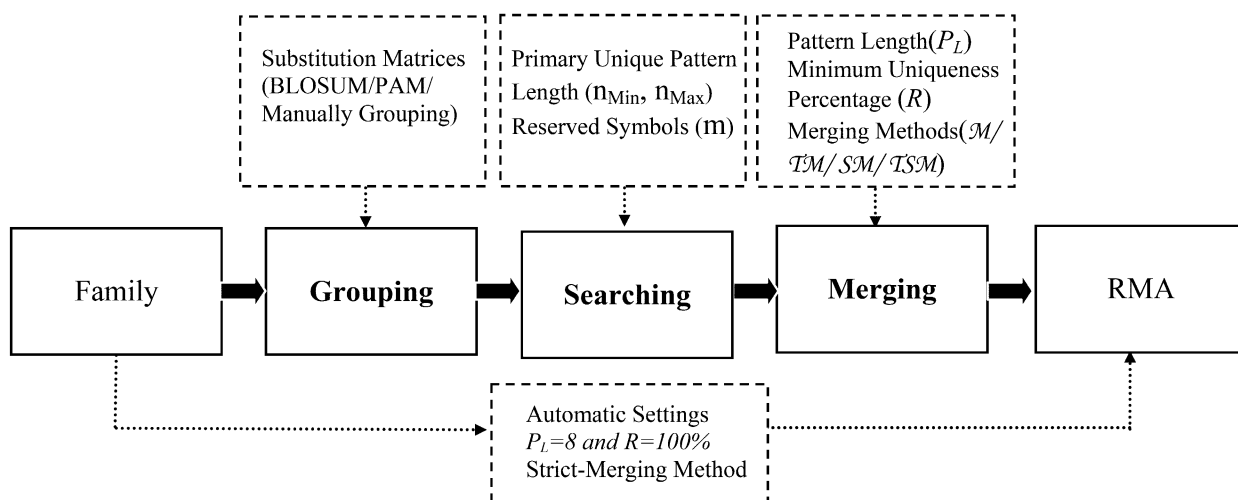 Substitution Matrices
(BLOSUM/PAM/
Manually Grouping)
Primary Unique Pattern
Length (nMin, nMax)
Reserved Symbols (m)
Pattern Length(PL)
Minimum Uniqueness
Percentage (R)
Merging Methods(ℳ/
𝒯ℳ/ 𝒮ℳ/ 𝒯𝒮ℳ)
Family
Grouping
Searching
Merging
RMA
Automatic Settings
PL=8 and R=100%
Strict-Merging Method